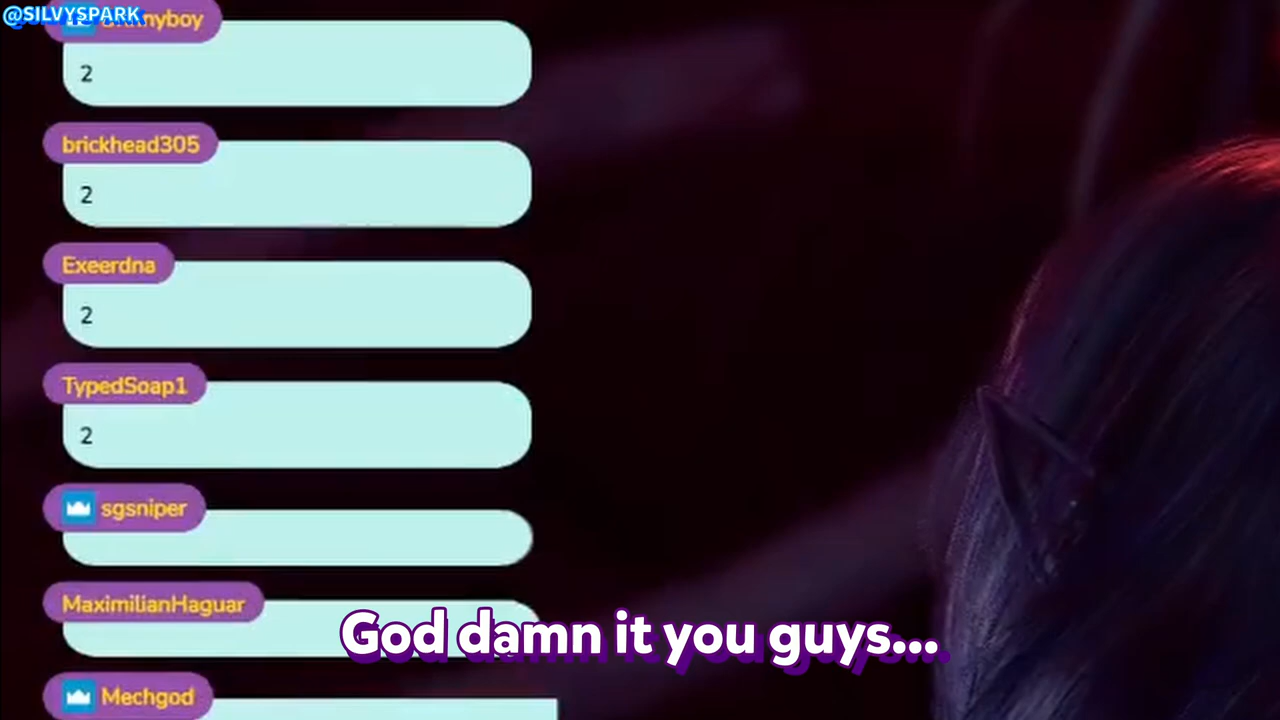 @SILVYSPARK
2
brickhead305
2
Exeerdna
2
TypedSoap1
2
sgsniper
MaximilianHaguar
God damn it you guys...
Mechgod